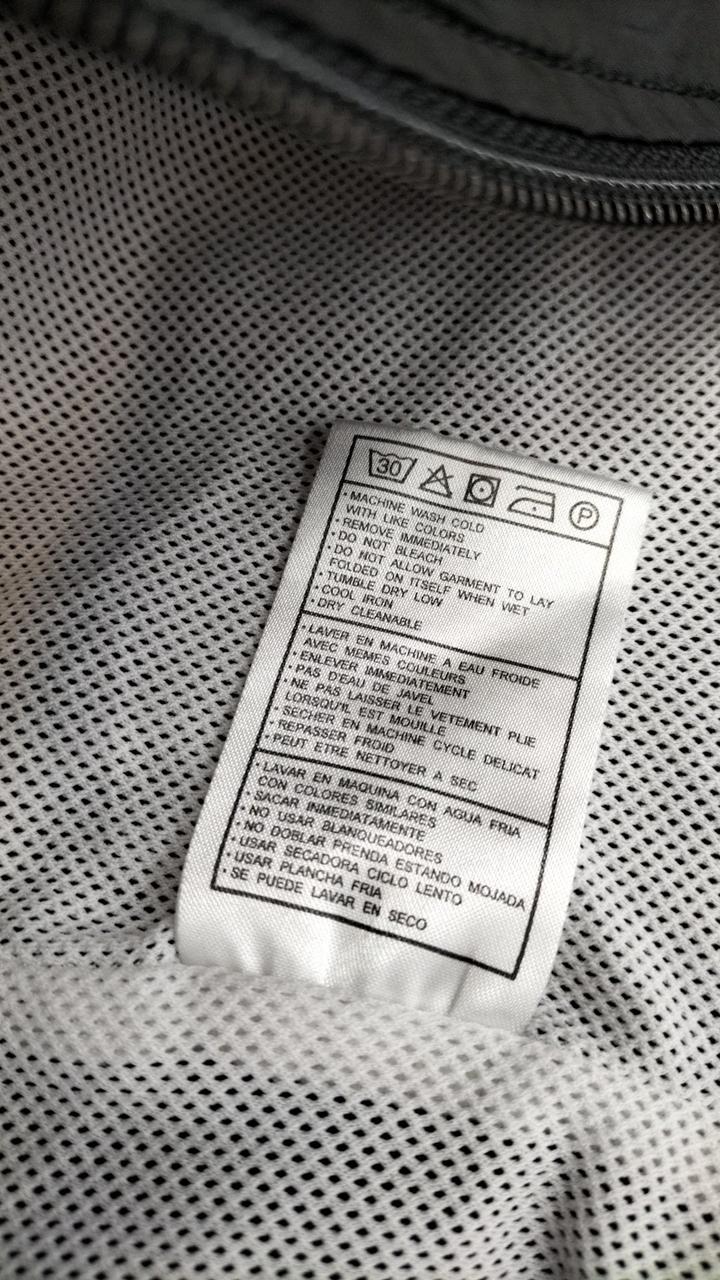 30 P
• MACHINE WASH COLD
WITH LIKE COLORS
• REMOVE IMMEDIATELY
• DO NOT BLEACH
• DO NOT ALLOW GARMENT TO LAY
FOLDED ON ITSELF WHEN WET
• TUMBLE DRY LOW
• COOL IRON
• DRY CLEANABLE
• LAVER EN MACHINE A EAU FROIDE
AVEC MEMES COULEURS
• ENLEVER IMMEDIATEMENT
• PAS D'EAU DE JAVEL
• NE PAS LAISSER LE VETEMENT PLIE
LORSQU'IL EST MOUILLE
• SECHER EN MACHINE CYCLE DELICAT
• REPASSER FROID
• PEUT ETRE NETTOYER A SEC
• LAVAR EN MAQUINA CON AGUA FRIA
CON COLORES SIMILARES
• SACAR INMEDIATAMENTE
• NO USAR BLANQUEADORES
• NO DOBLAR PRENDA ESTANDO MOJADA
• USAR SECADORA CICLO LENTO
• USAR PLANCHA FRIA
• SE PUEDE LAVAR EN SECO